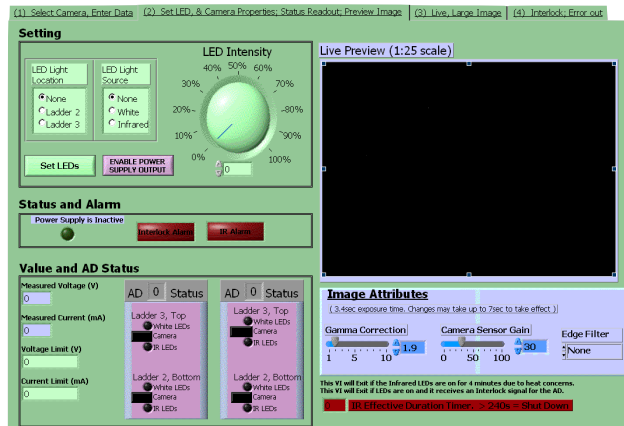 (1) Select Camera, Enter Data
(2) Set LED, & Camera Properties; Status Readout; Preview Image
(3) Live, Large Image
(4) Interlock; Error out
Setting
LED Light Location
None
Ladder 2
Ladder 3
LED Light Source
None
White
Infrared
Set LEDs
ENABLE POWER SUPPLY OUTPUT
LED Intensity
0%
10%
20%
30%
40%
50%
60%
70%
80%
90%
100%
0
Live Preview (1:25 scale)
Status and Alarm
Power Supply is Inactive
Interlock Alarm
IR Alarm
Value and AD Status
Measured Voltage (V)
0
Measured Current (mA)
0
Voltage Limit (V)
0
Current Limit (mA)
0
AD 0 Status
Ladder 3, Top
White LEDs
Camera
IR LEDs
Ladder 2, Bottom
White LEDs
Camera
IR LEDs
AD 0 Status
Ladder 3, Top
White LEDs
Camera
IR LEDs
Ladder 2, Bottom
White LEDs
Camera
IR LEDs
Image Attributes
( 3.4sec exposure time. Changes may take up to 7sec to take effect )
Gamma Correction
1 5 10
1.9
Camera Sensor Gain
0 50 100
30
Edge Filter
None
This VI will Exit if the Infrared LEDs are on for 4 minutes due to heat concerns.
This VI will Exit if LEDs are on and it receives an Interlock signal for the AD.
IR Effective Duration Timer. > 240s = Shut Down